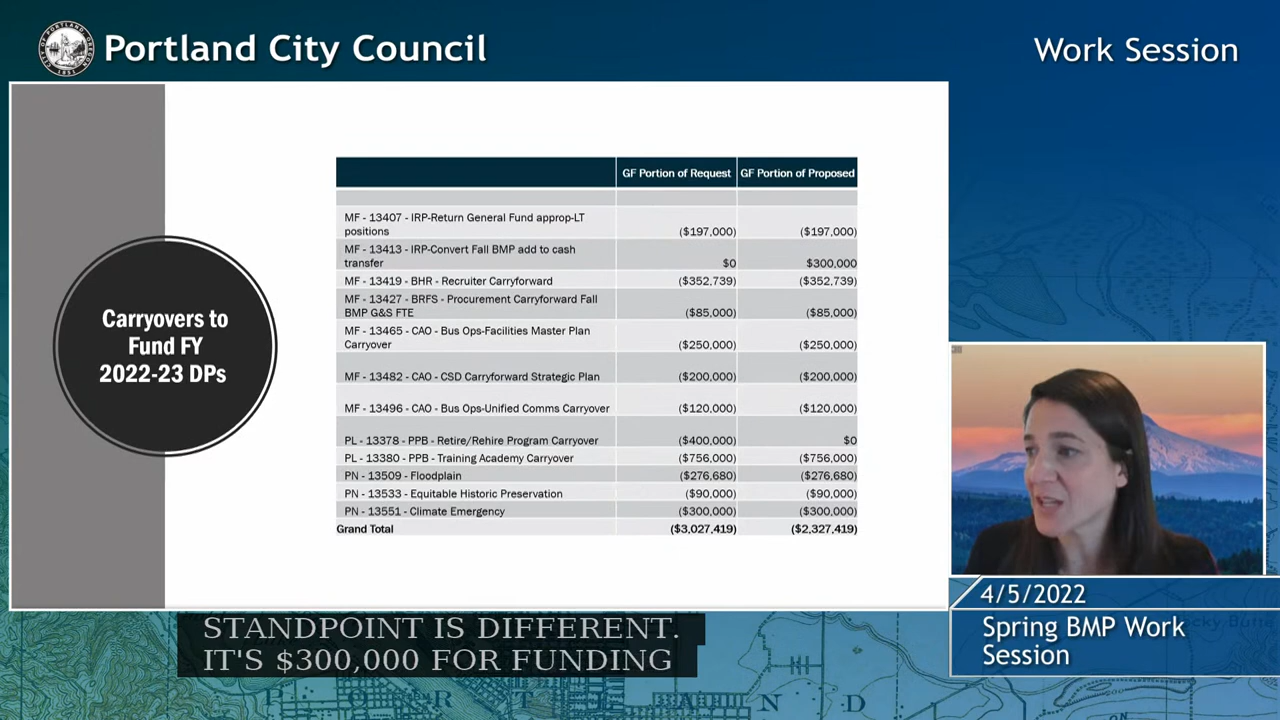 Portland City Council
Work Session
GF Portion of Request GF Portion of Proposed
MF - 13407 - IRP-Return General Fund approp-LT
positions ($197,000) ($197,000)
MF - 13413 - IRP-Convert Fall BMP add to cash
transfer $0 $300,000
MF - 13419 - BHR - Recruiter Carryforward ($352,739) ($352,739)
MF - 13427 - BRFS - Procurement Carryforward Fall
BMP G&S FTE ($85,000) ($85,000)
MF - 13465 - CAO - Bus Ops-Facilities Master Plan
Carryover ($250,000) ($250,000)
MF - 13482 - CAO - CSD Carryforward Strategic Plan ($200,000) ($200,000)
MF - 13496 - CAO - Bus Ops-Unified Comms Carryover ($120,000) ($120,000)
PL - 13378 - PPB - Retire/Rehire Program Carryover ($400,000) $0
PL - 13380 - PPB - Training Academy Carryover ($756,000) ($756,000)
PN - 13509 - Floodplain ($276,680) ($276,680)
PN - 13533 - Equitable Historic Preservation ($90,000) ($90,000)
PN - 13551 - Climate Emergency ($300,000) ($300,000)
Grand Total ($3,027,419) ($2,327,419)
Carryovers to
Fund FY
2022-23 DPs
4/5/2022
Spring BMP Work
Session
STANDPOINT IS DIFFERENT.
IT'S $300,000 FOR FUNDING